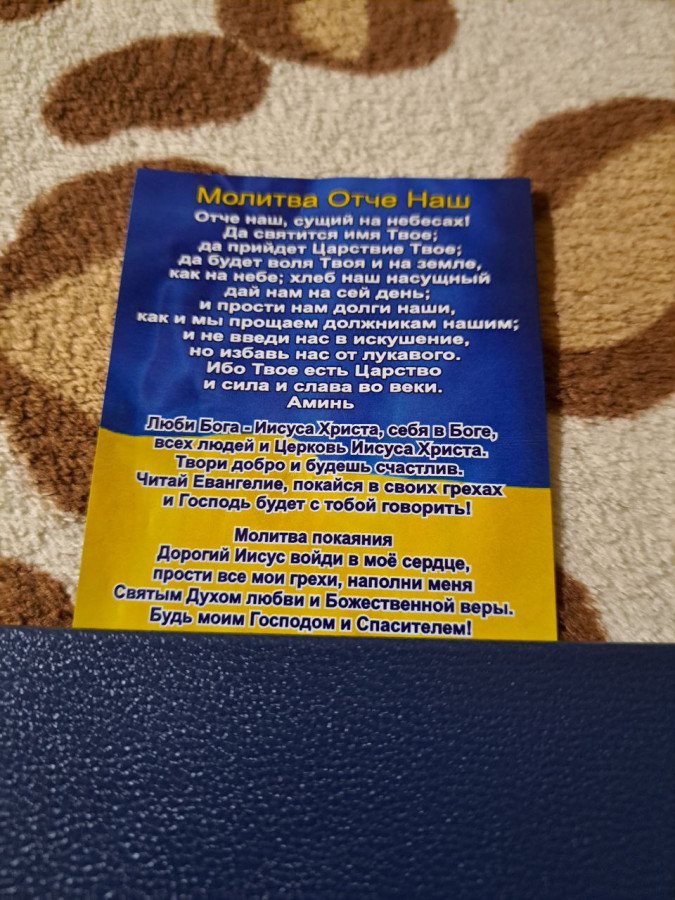 Молитва Отче Наш
Отче наш, сущий на небесах!
Да святится имя Твое;
да прийдет Царствие Твое;
да будет воля Твоя и на земле,
как на небе; хлеб наш насущный
дай нам на сей день;
и прости нам долги наши,
как и мы прощаем должникам нашим;
и не введи нас в искушение,
но избавь нас от лукавого.
Ибо Твое есть Царство
и сила и слава во веки.
Аминь
Люби Бога - Иисуса Христа, себя в Боге,
всех людей и Церковь Иисуса Христа.
Твори добро и будешь счастлив.
Читай Евангелие, покайся в своих грехах
и Господь будет с тобой говорить!
Молитва покаяния
Дорогий Иисус войди в моё сердце,
прости все мои грехи, наполни меня
Святым Духом любви и Божественной веры.
Будь моим Господом и Спасителем!